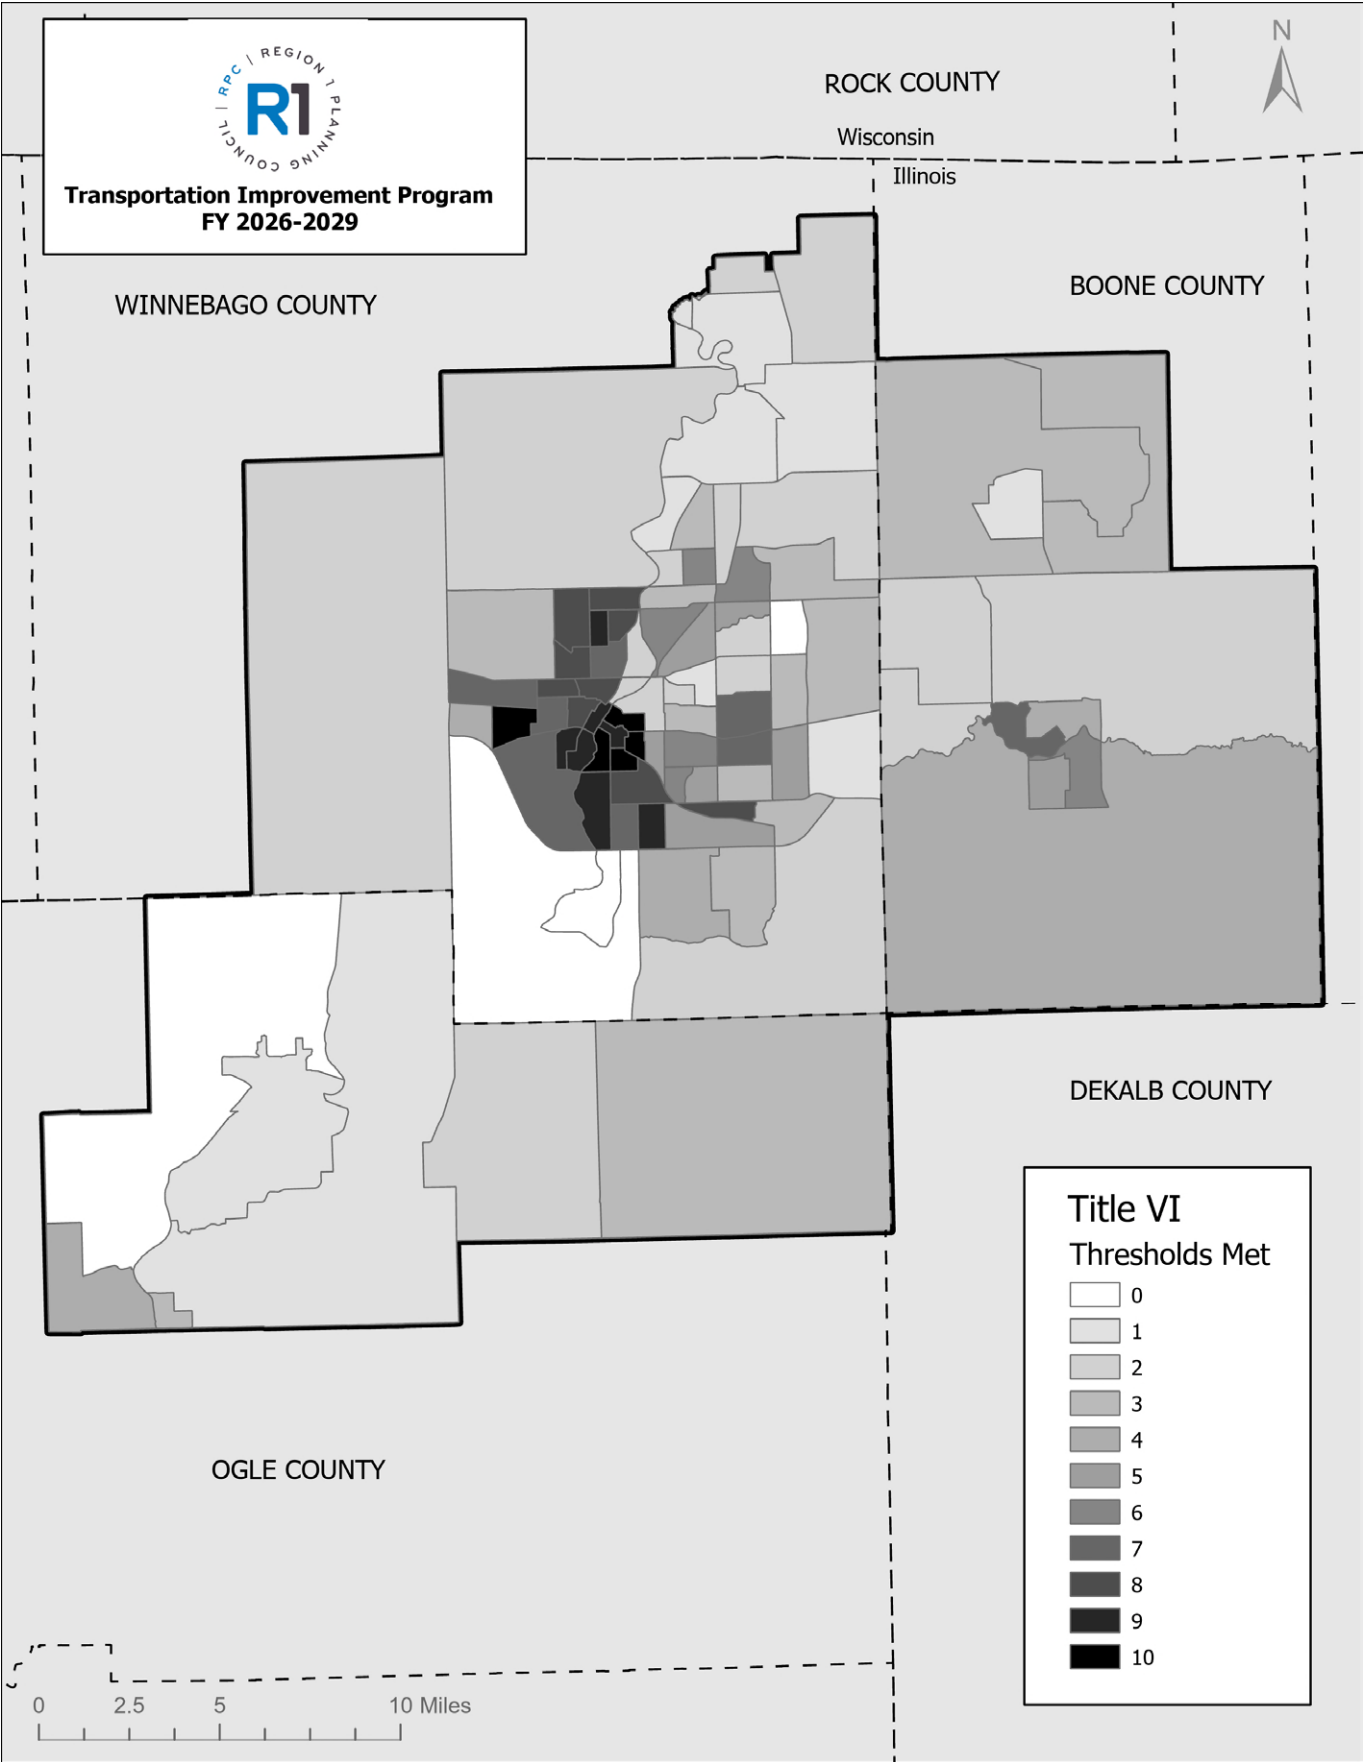 RPC | REGION 1 PLANNING COUNCIL |
R1
Transportation Improvement Program
FY 2026-2029
N
ROCK COUNTY
Wisconsin
Illinois
WINNEBAGO COUNTY
BOONE COUNTY
DEKALB COUNTY
OGLE COUNTY
Title VI
Thresholds Met
0
1
2
3
4
5
6
7
8
9
10
0 2.5 5 10 Miles